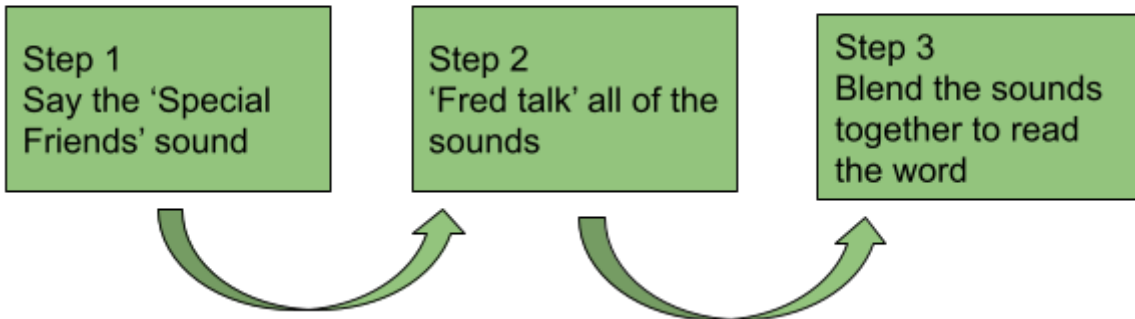 Step 1
Say the ‘Special
Friends’ sound
Step 2
‘Fred talk’ all of the
sounds
Step 3
Blend the sounds
together to read
the word